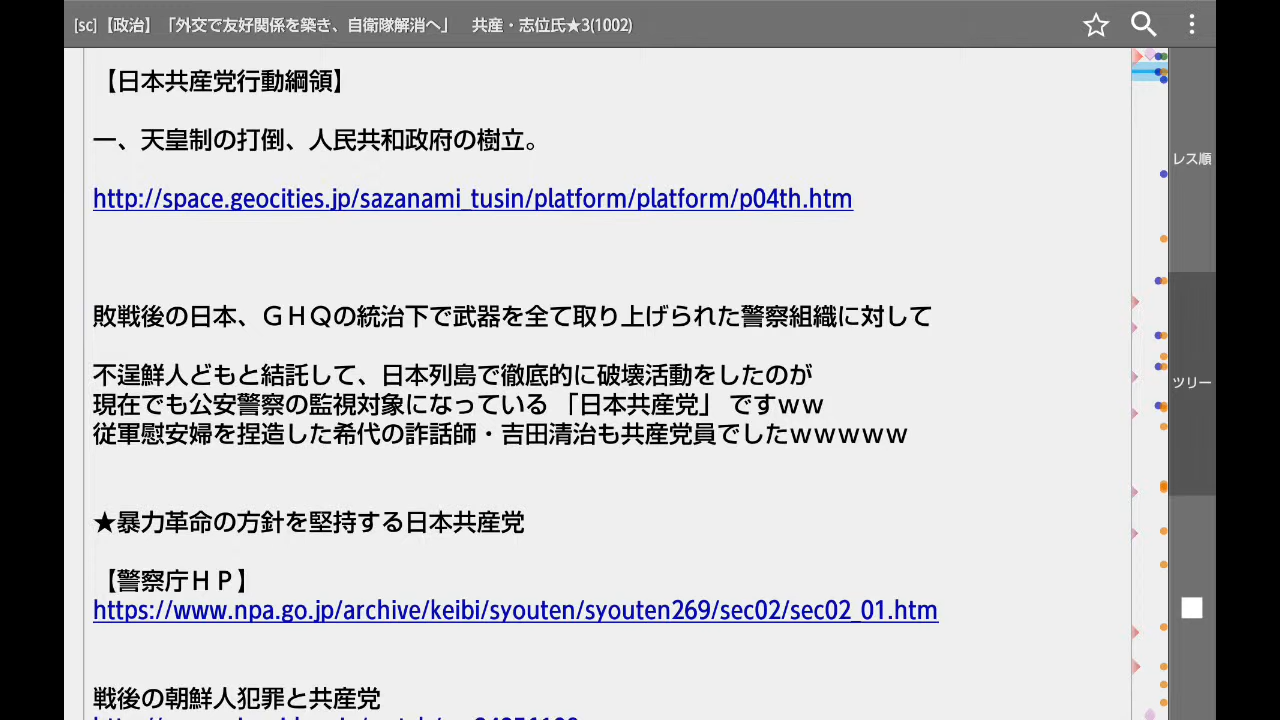 [sc]【政治】「外交で友好関係を築き、自衛隊解消へ」　共産・志位氏★3(1002)
【日本共産党行動綱領】
一、天皇制の打倒、人民共和政府の樹立。
http://space.geocities.jp/sazanami_tusin/platform/platform/p04th.htm
敗戦後の日本、ＧＨＱの統治下で武器を全て取り上げられた警察組織に対して
不逞鮮人どもと結託して、日本列島で徹底的に破壊活動をしたのが
現在でも公安警察の監視対象になっている 「日本共産党」 ですｗｗ
従軍慰安婦を捏造した希代の詐話師・吉田清治も共産党員でしたｗｗｗｗｗ
★暴力革命の方針を堅持する日本共産党
【警察庁ＨＰ】
https://www.npa.go.jp/archive/keibi/syouten/syouten269/sec02/sec02_01.htm
戦後の朝鮮人犯罪と共産党
レス順
ツリー